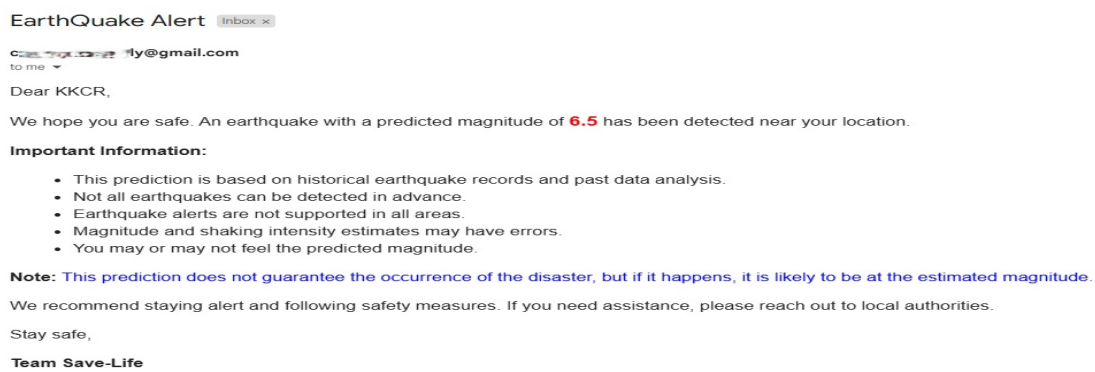 EarthQuake Alert Inbox ×
ly@gmail.com
to me
Dear KKCR,
We hope you are safe. An earthquake with a predicted magnitude of 6.5 has been detected near your location.
Important Information:
• This prediction is based on historical earthquake records and past data analysis.
• Not all earthquakes can be detected in advance.
• Earthquake alerts are not supported in all areas.
• Magnitude and shaking intensity estimates may have errors.
• You may or may not feel the predicted magnitude.
Note: This prediction does not guarantee the occurrence of the disaster, but if it happens, it is likely to be at the estimated magnitude.
We recommend staying alert and following safety measures. If you need assistance, please reach out to local authorities.
Stay safe,
Team Save-Life